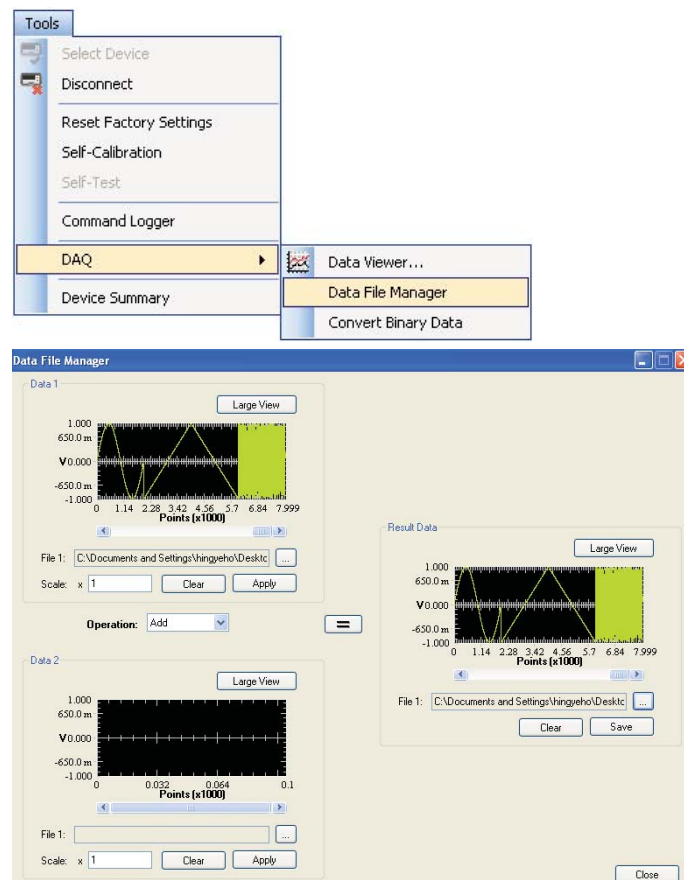 Tools
Select Device
Disconnect
Reset Factory Settings
Self-Calibration
Self-Test
Command Logger
DAQ
Device Summary
Data Viewer...
Data File Manager
Convert Binary Data
Data File Manager
Data 1
Large View
1.000
650.0 m
V 0.000
-650.0 m
-1.000
0 1.14 2.28 3.42 4.56 5.7 6.84 7.999
Points (x1000)
File 1: C:\Documents and Settings\hingyeho\Desktc ...
Scale: x 1 Clear Apply
Operation: Add =
Data 2
Large View
1.000
650.0 m
V 0.000
-650.0 m
-1.000
0 0.032 0.064 0.1
Points (x1000)
File 1: ...
Scale: x 1 Clear Apply
Result Data
Large View
1.000
650.0 m
V 0.000
-650.0 m
-1.000
0 1.14 2.28 3.42 4.56 5.7 6.84 7.999
Points (x1000)
File 1: C:\Documents and Settings\hingyeho\Desktc ...
Clear Save
Close